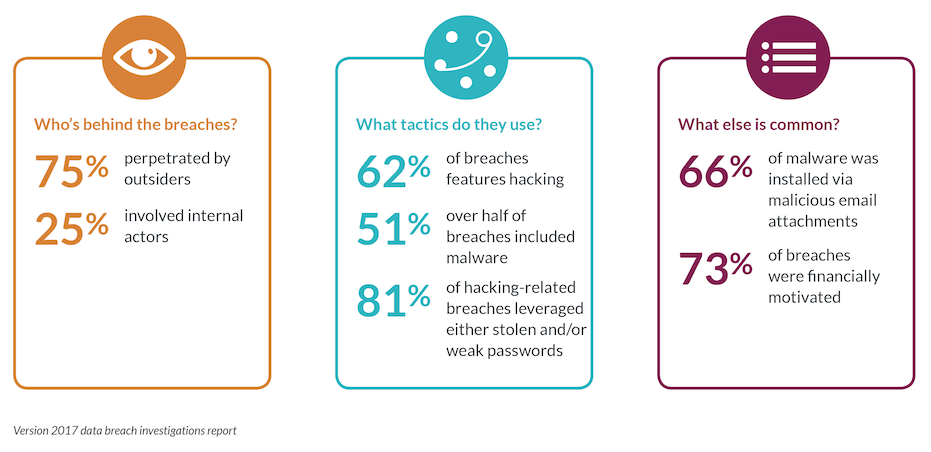 Who's behind the breaches?
75% perpetrated by
outsiders
25% involved internal
actors
What tactics do they use?
62% of breaches
features hacking
51% over half of
breaches included
malware
81% of hacking-related
breaches leveraged
either stolen and/or
weak passwords
What else is common?
66% of malware was
installed via
malicious email
attachments
73% of breaches
were financially
motivated
Version 2017 data breach investigations report